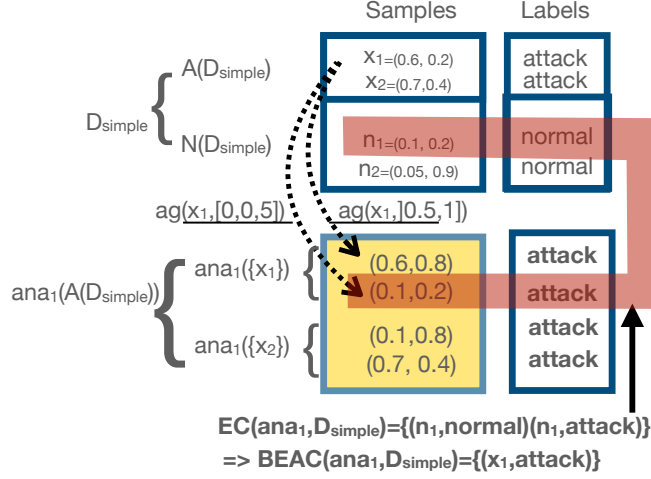 Samples Labels
A(Dsimple) x1=(0.6, 0.2) attack
x2=(0.7,0.4) attack
Dsimple
N(Dsimple) n1=(0.1, 0.2) normal
n2=(0.05, 0.9) normal
ag(x1,[0,0,5]) ag(x1,]0.5,1])
ana1({x1}) (0.6,0.8) attack
(0.1,0.2) attack
ana1(A(Dsimple))
ana1({x2}) (0.1,0.8) attack
(0.7, 0.4) attack
EC(ana1,Dsimple)={(n1,normal)(n1,attack)}
=> BEAC(ana1,Dsimple)={(x1,attack)}